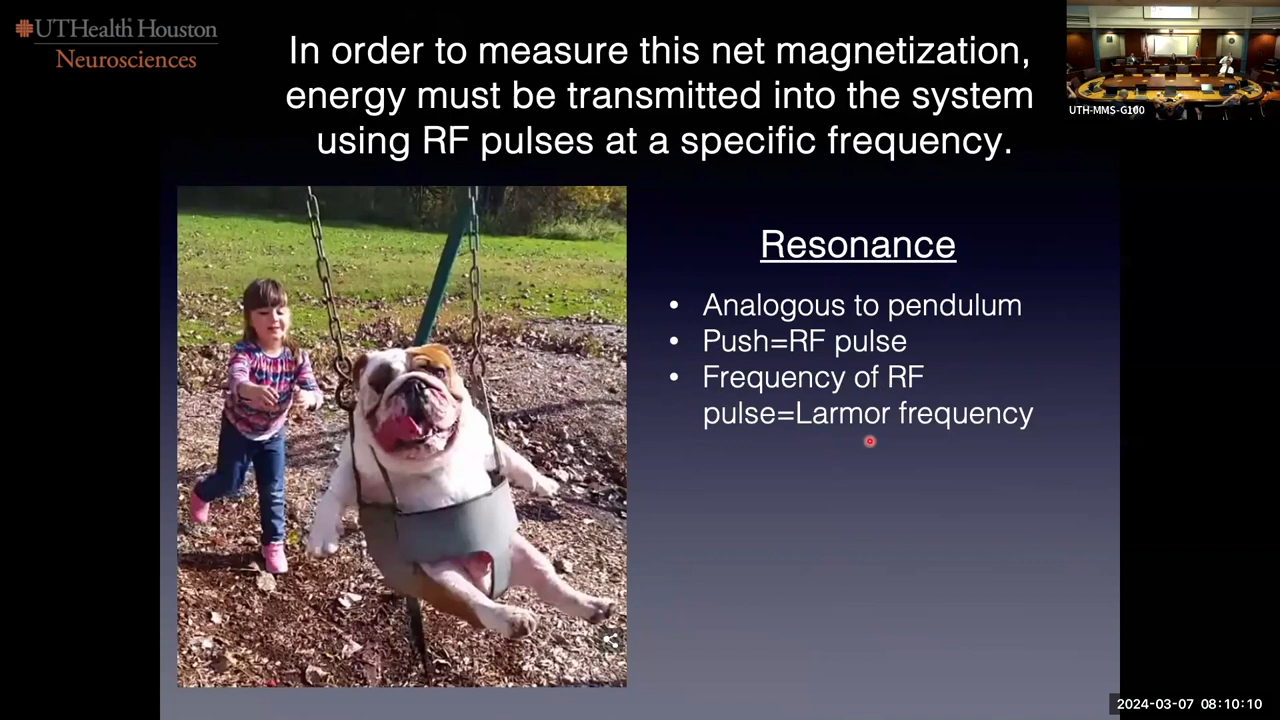 UTHealth Houston
Neurosciences
In order to measure this net magnetization,
energy must be transmitted into the system
using RF pulses at a specific frequency.
UTH-MMS-G100
Resonance
• Analogous to pendulum
• Push=RF pulse
• Frequency of RF
pulse=Larmor frequency
2024-03-07 08:10:10